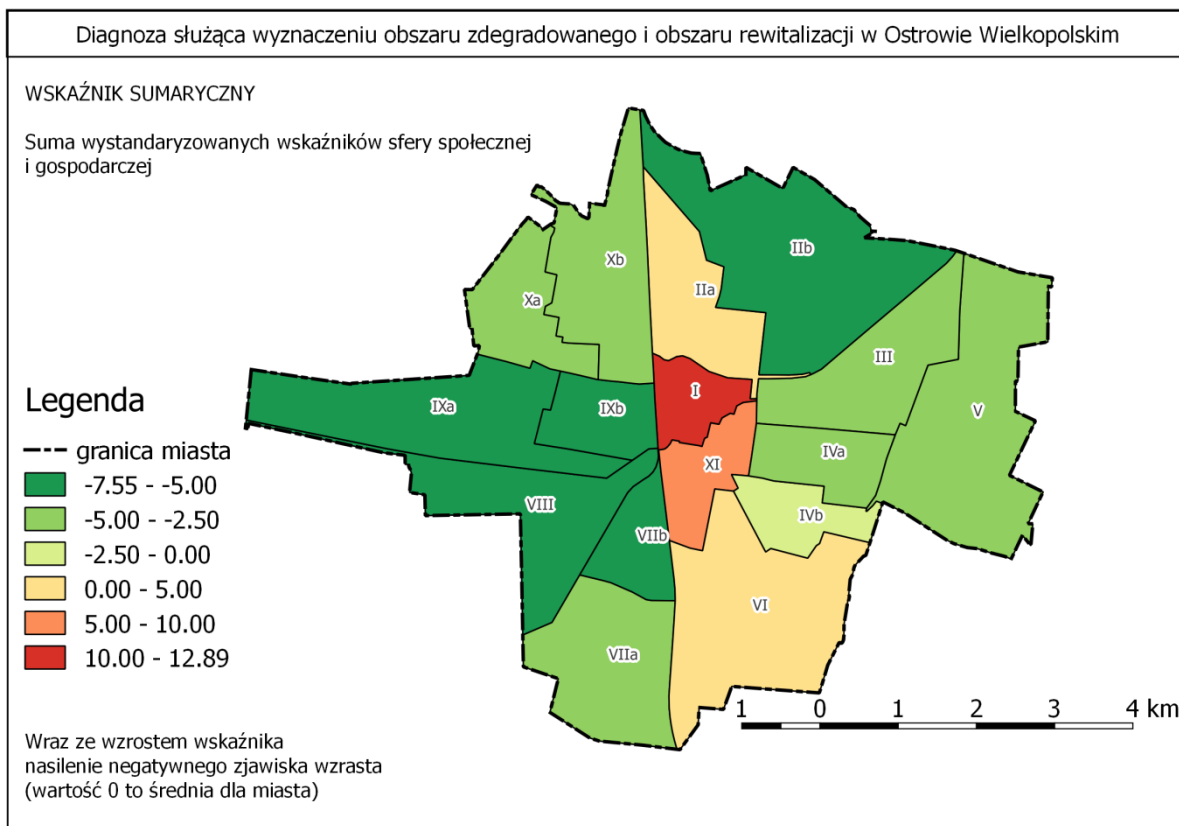 Diagnoza służąca wyznaczeniu obszaru zdegradowanego i obszaru rewitalizacji w Ostrowie Wielkopolskim
WSKAŹNIK SUMARYCZNY
Suma wystandaryzowanych wskaźników sfery społecznej
i gospodarczej
Xb
IIb
Xa
IIa
III
I
IXa
IXb
V
IVa
XI
VIII
IVb
VIIb
VI
VIIa
Legenda
granica miasta
-7.55 - -5.00
-5.00 - -2.50
-2.50 - 0.00
0.00 - 5.00
5.00 - 10.00
10.00 - 12.89
1 0 1 2 3 4 km
Wraz ze wzrostem wskaźnika
nasilenie negatywnego zjawiska wzrasta
(wartość 0 to średnia dla miasta)